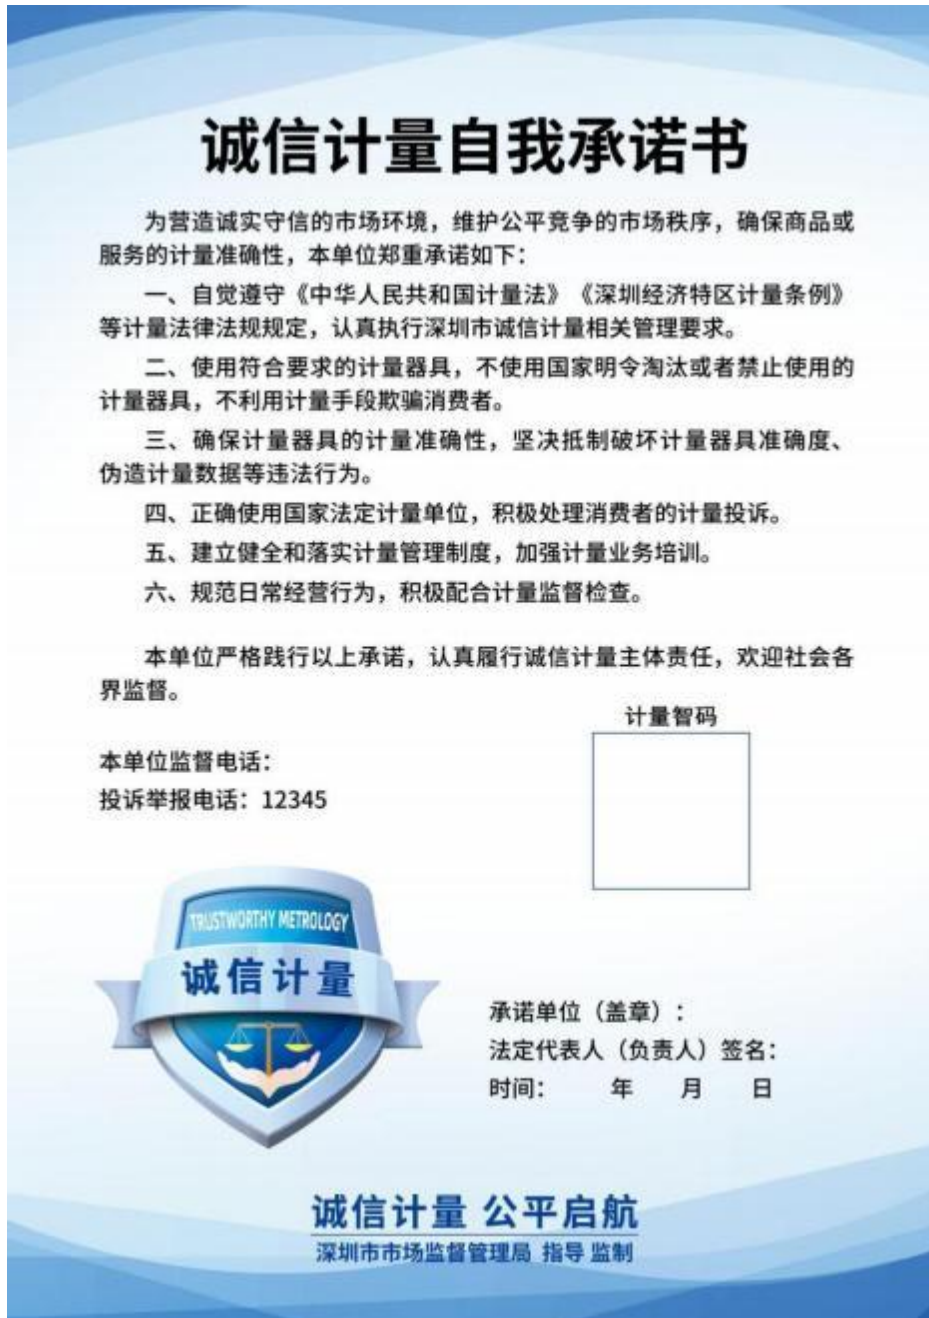 诚信计量自我承诺书
为营造诚实守信的市场环境，维护公平竞争的市场秩序，确保商品或
服务的计量准确性，本单位郑重承诺如下：
一、自觉遵守《中华人民共和国计量法》《深圳经济特区计量条例》
等计量法律法规规定，认真执行深圳市诚信计量相关管理要求。
二、使用符合要求的计量器具，不使用国家明令淘汰或者禁止使用的
计量器具，不利用计量手段欺骗消费者。
三、确保计量器具的计量准确性，坚决抵制破坏计量器具准确度、
伪造计量数据等违法行为。
四、正确使用国家法定计量单位，积极处理消费者的计量投诉。
五、建立健全和落实计量管理制度，加强计量业务培训。
六、规范日常经营行为，积极配合计量监督检查。
本单位严格践行以上承诺，认真履行诚信计量主体责任，欢迎社会各
界监督。
计量智码
本单位监督电话：
投诉举报电话：12345
TRUSTWORTHY METROLOGY
诚信计量
承诺单位（盖章）：
法定代表人（负责人）签名：
时间： 年 月 日
诚信计量 公平启航
深圳市市场监督管理局 指导 监制